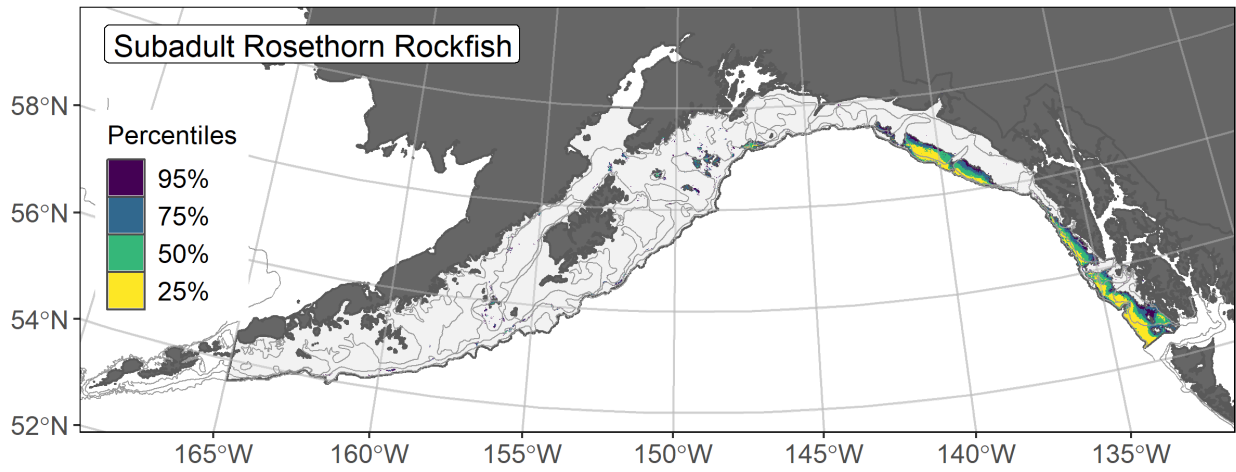 Subadult Rosethorn Rockfish
58°N
56°N
54°N
52°N
Percentiles
95%
75%
50%
25%
165°W
160°W
155°W
150°W
145°W
140°W
135°W